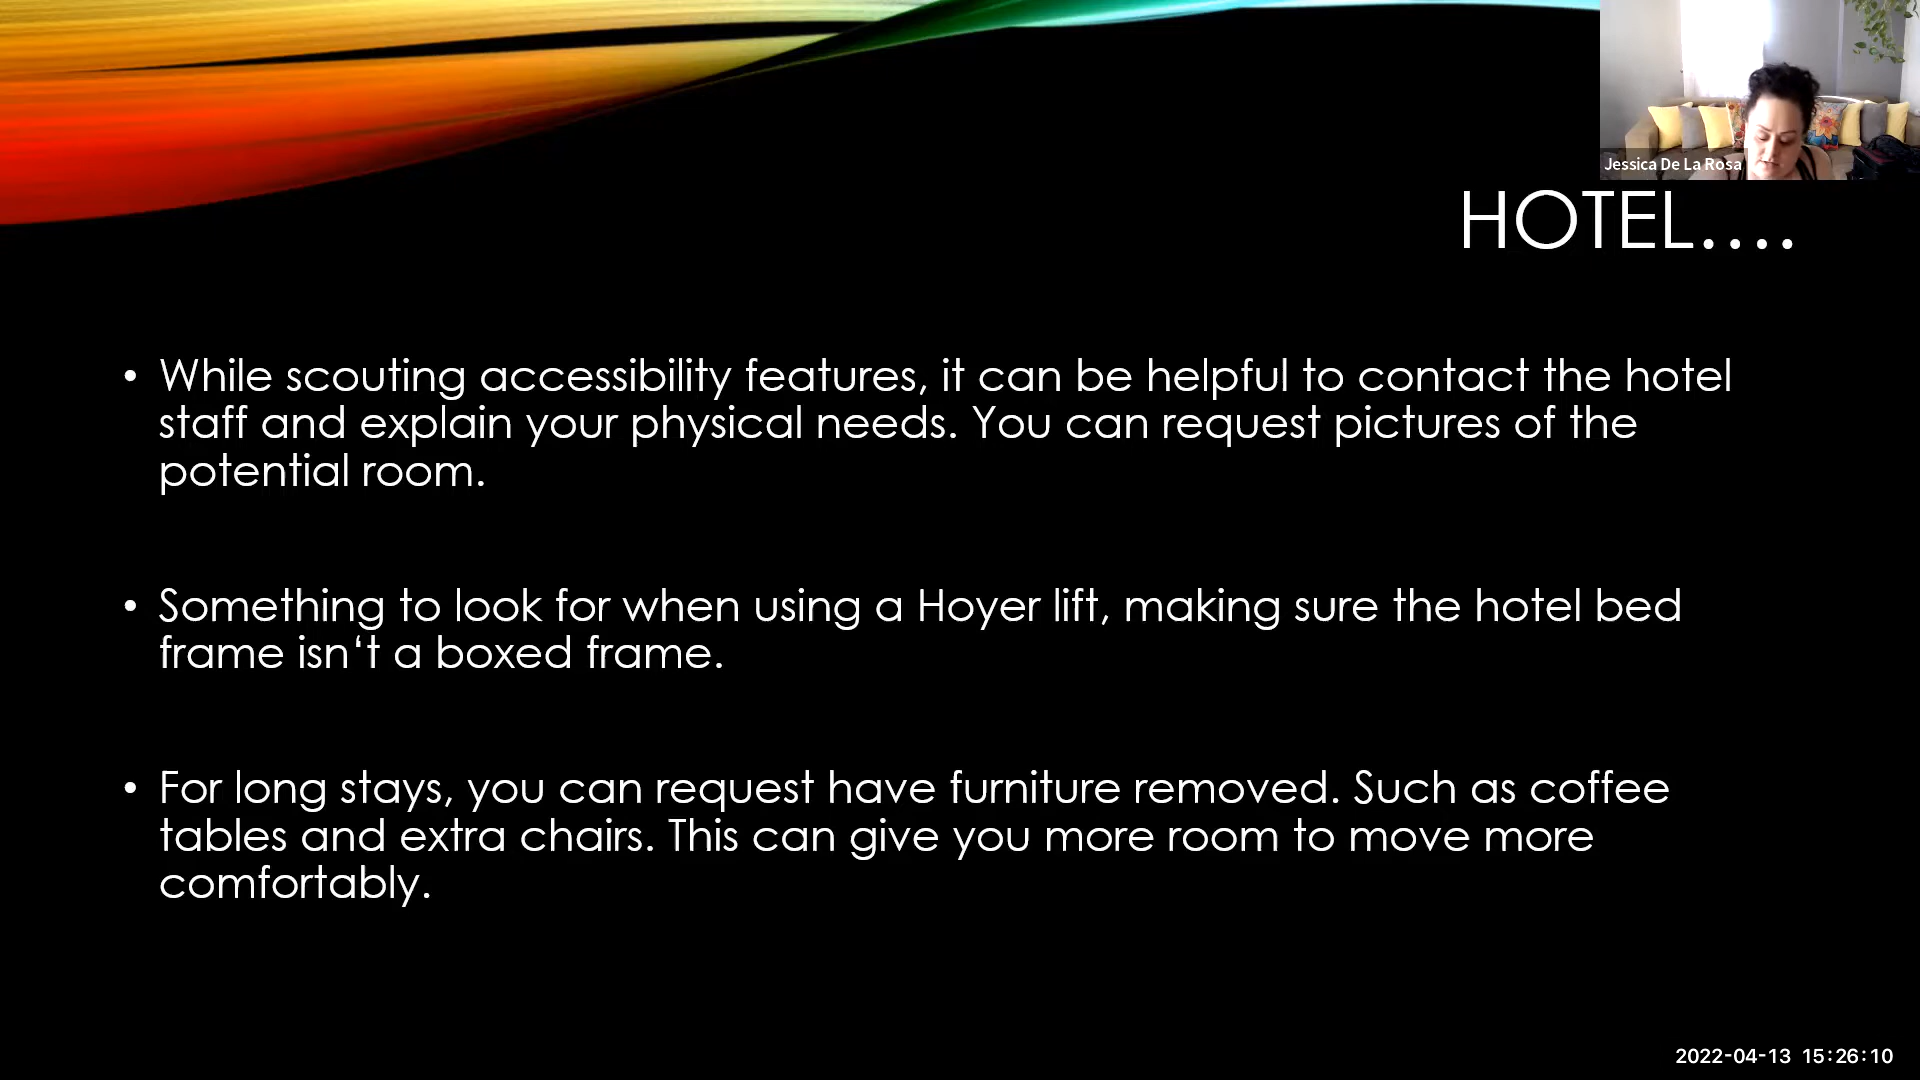 Jessica De La Rosa
HOTEL....
• While scouting accessibility features, it can be helpful to contact the hotel
staff and explain your physical needs. You can request pictures of the
potential room.
• Something to look for when using a Hoyer lift, making sure the hotel bed
frame isn‘t a boxed frame.
• For long stays, you can request have furniture removed. Such as coffee
tables and extra chairs. This can give you more room to move more
comfortably.
2022-04-13 15:26:10